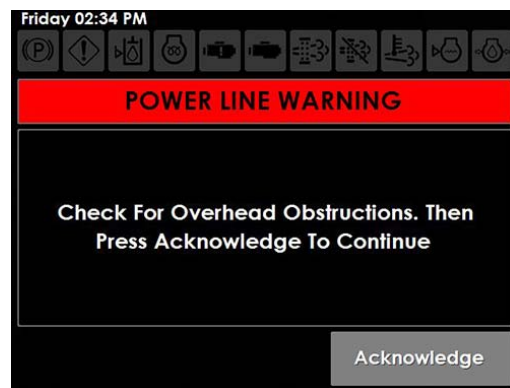 Friday 02:34 PM
(P)
POWER LINE WARNING
Check For Overhead Obstructions. Then
Press Acknowledge To Continue
Acknowledge